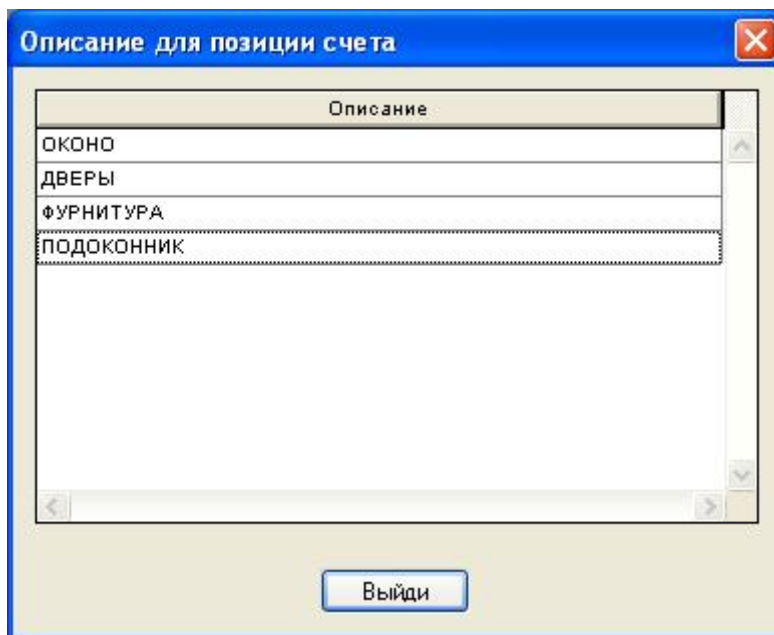 Описание для позиции счета
Описание
ОКОНО
ДВЕРЫ
ФУРНИТУРА
ПОДОКОННИК
Выйди